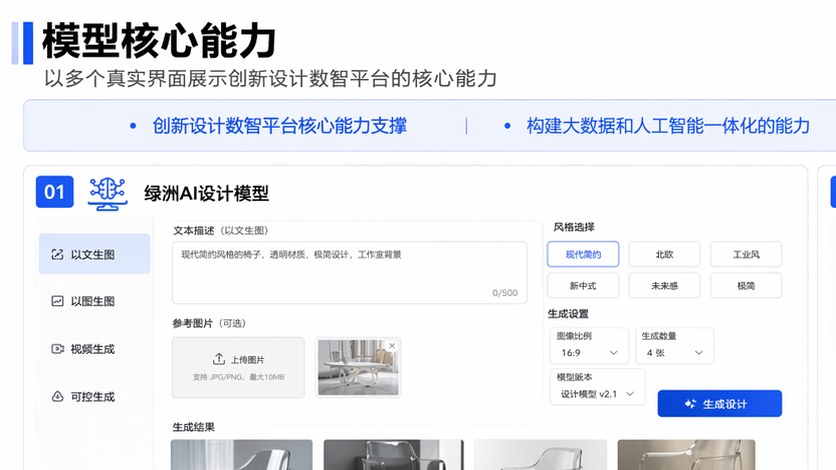 模型核心能力
以多个真实界面展示创新设计数智平台的核心能力
• 创新设计数智平台核心能力支撑 | • 构建大数据和人工智能一体化的能力
01 绿洲AI设计模型
以文生图
以图生图
视频生成
可控生成
文本描述（以文生图）
现代简约风格的椅子，透明材质，极简设计，工作室背景
0/500
参考图片（可选）
上传图片
支持 JPG/PNG、最大10MB
生成结果
风格选择
现代简约 北欧 工业风
新中式 未来感 极简
生成设置
图像比例 生成数量
16:9 4 张
模型版本
设计模型 v2.1
生成设计